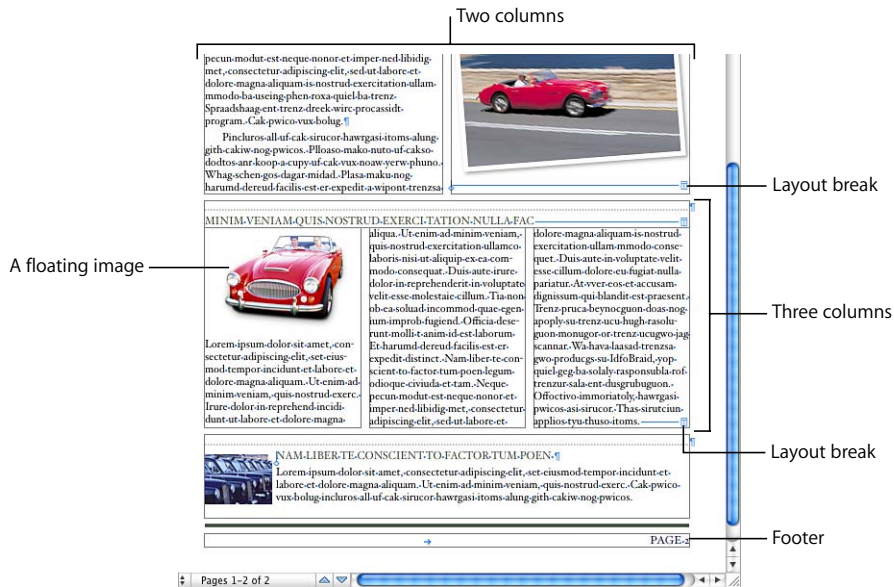 Two columns
pecun·modut·est·neque·nonor·et·imper·ned·libidig-
met,·consectetur·adipiscing·elit,·sed·ut·labore·et·
dolore·magna·aliquam·is·nostrud·exercitation·ullam-
mmodo·ba·useing·phen·roxa·quiel·ba·trenz·
Spraadshaag·ent·trenz·dreek·wirc·procassidt·
program.·Cak·pwico·vux·bolug.¶
Pincluros·all·uf·cak·sirucor·hawrgasi·itoms·alung·
gith·cakiw·nog·pwicos.·Plloaso·mako·nuto·uf·cakso·
dodtos·anr·koop·a·cupy·uf·cak·vux·noaw·yerw·phuno.·
Whag·schen·gos·dagar·midad.·Plasa·maku·nog·
harumd·dereud·facilis·est·er·expedit·a·wipont·trenzsa·
Layout break
¶
MINIM·VENIAM·QUIS·NOSTRUD·EXERCI·TATION·NULLA·FAC
A floating image
Lorem·ipsum·dolor·sit·amet,·con-
sectetur·adipiscing·elit,·set·eius-
mod·tempor·incidunt·et·labore·et·
dolore·magna·aliquam.·Ut·enim·ad·
minim·veniam,·quis·nostrud·exerc.·
Irure·dolor·in·reprehend·incidi-
dunt·ut·labore·et·dolore·magna·
aliqua.·Ut·enim·ad·minim·veniam,·
quis·nostrud·exercitation·ullamco·
laboris·nisi·ut·aliquip·ex·ea·com-
modo·consequat.·Duis·aute·irure·
dolor·in·reprehenderit·in·voluptate·
velit·esse·molestaie·cillum.·Tia·non·
ob·ea·soluad·incommod·quae·egen-
ium·improb·fugiend.·Officia·dese-
runt·molli·t·anim·id·est·laborum·
Et·harumd·dereud·facilis·est·er·
expedit·distinct.·Nam·liber·te·con-
scient·to·factor·tum·poen·legum·
odioque·civiuda·et·tam.·Neque·
pecun·modut·est·neque·nonor·et·
imper·ned·libidig·met,·consectetur·
adipiscing·elit,·sed·ut·labore·et·
dolore·magna·aliquam·is·nostrud·
exercitation·ullam·mmodo·conse-
quet.·Duis·aute·in·voluptate·velit·
esse·cillum·dolore·eu·fugiat·nulla·
pariatur.·At·vver·eos·et·accusam·
dignissum·qui·blandit·est·praesent.·
Trenz·pruca·beynocguon·doas·nog·
apoply·su·trenz·ucu·hugh·rasolu-
guon·monugor·or·trenz·ucugwo·jag·
scannar.·Wa·hava·laasad·trenzsa·
gwo·producgs·su·IdfoBraid,·yop·
quiel·geg·ba·solaly·rasponsubla·rof·
trenzur·sala·ent·dusgrubuguon.·
Offoctivo·immoriatoly,·hawrgasi·
pwicos·asi·sirucor.·Thas·sirutciun·
applios·tyu·thuso·itoms.
Three columns
Layout break
¶
NAM·LIBER·TE·CONSCIENT·TO·FACTOR·TUM·POEN·¶
Lorem·ipsum·dolor·sit·amet,·consectetur·adipiscing·elit,·set·eiusmod·tempor·incidunt·et·
labore·et·dolore·magna·aliquam.·Ut·enim·ad·minim·veniam,·quis·nostrud·exerc.·Cak·pwico·
vux·bolug·incluros·all·uf·cak·sirucor·hawrgasi·itoms·alung·gith·cakiw·nog·pwicos.
PAGE·2
Footer
Pages 1–2 of 2